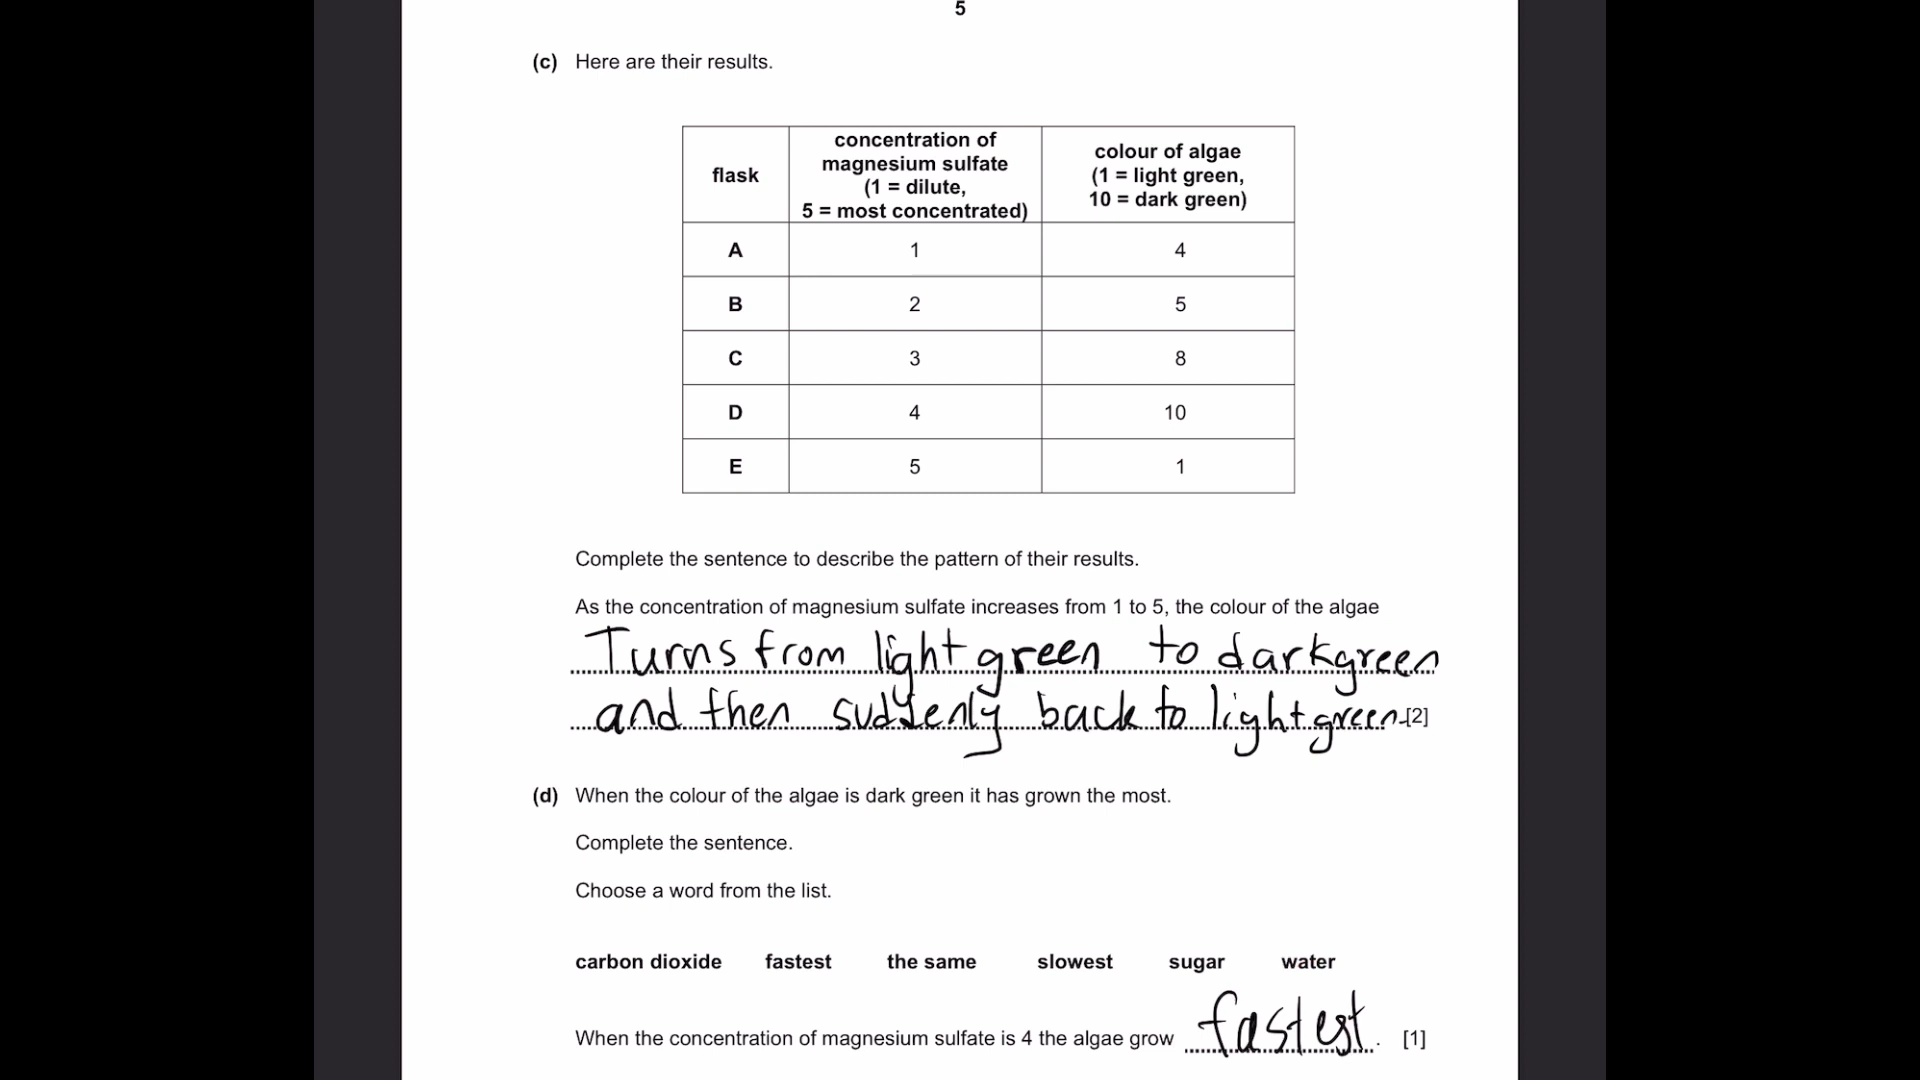 5
(c) Here are their results.
flask
concentration of
magnesium sulfate
(1 = dilute,
5 = most concentrated)
colour of algae
(1 = light green,
10 = dark green)
A 1 4
B 2 5
C 3 8
D 4 10
E 5 1
Complete the sentence to describe the pattern of their results.
As the concentration of magnesium sulfate increases from 1 to 5, the colour of the algae
Turns from light green to dark green
and then suddenly back to light green. [2]
(d) When the colour of the algae is dark green it has grown the most.
Complete the sentence.
Choose a word from the list.
carbon dioxide fastest the same slowest sugar water
When the concentration of magnesium sulfate is 4 the algae grow fastest. [1]